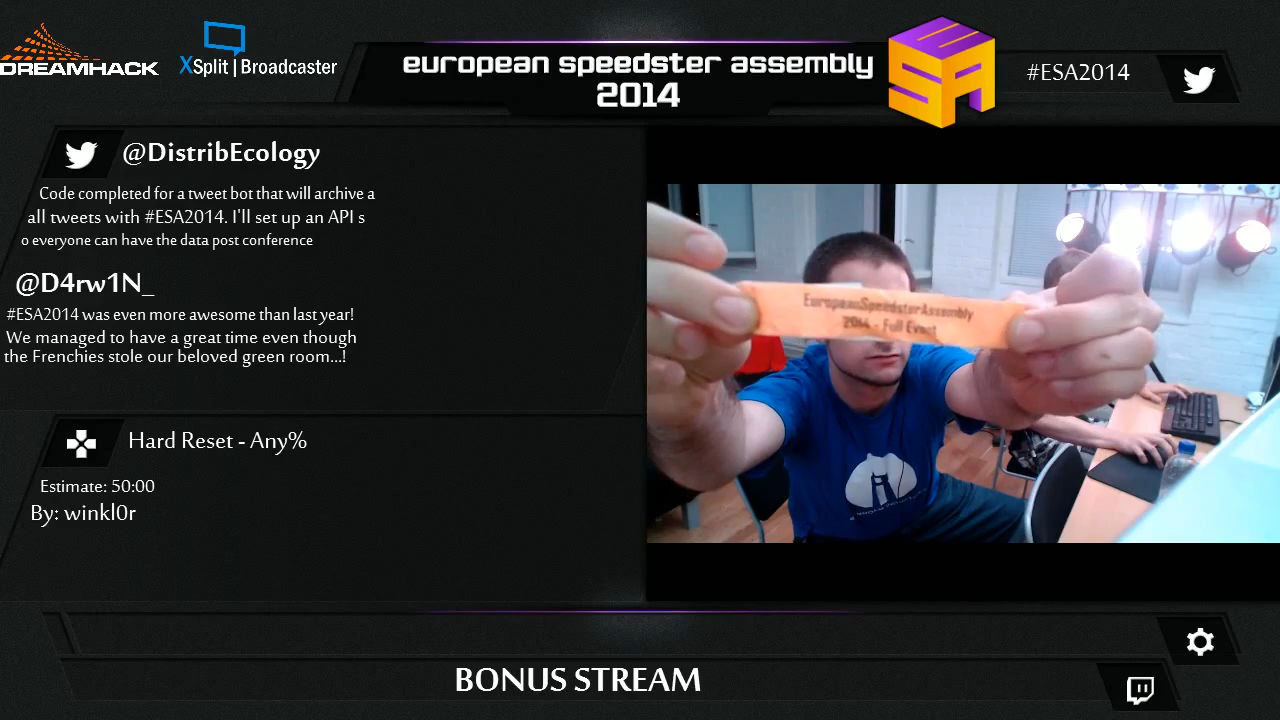 DREAMHACK
XSplit | Broadcaster
european speedster assembly
2014
SA
#ESA2014
@DistribEcology
Code completed for a tweet bot that will archive a
all tweets with #ESA2014. I'll set up an API s
o everyone can have the data post conference
@D4rw1N_
#ESA2014 was even more awesome than last year!
We managed to have a great time even though
the Frenchies stole our beloved green room...!
EuropeanSpeedsterAssembly
2014 - Full Event
Hard Reset - Any%
Estimate: 50:00
By: winkl0r
BONUS STREAM